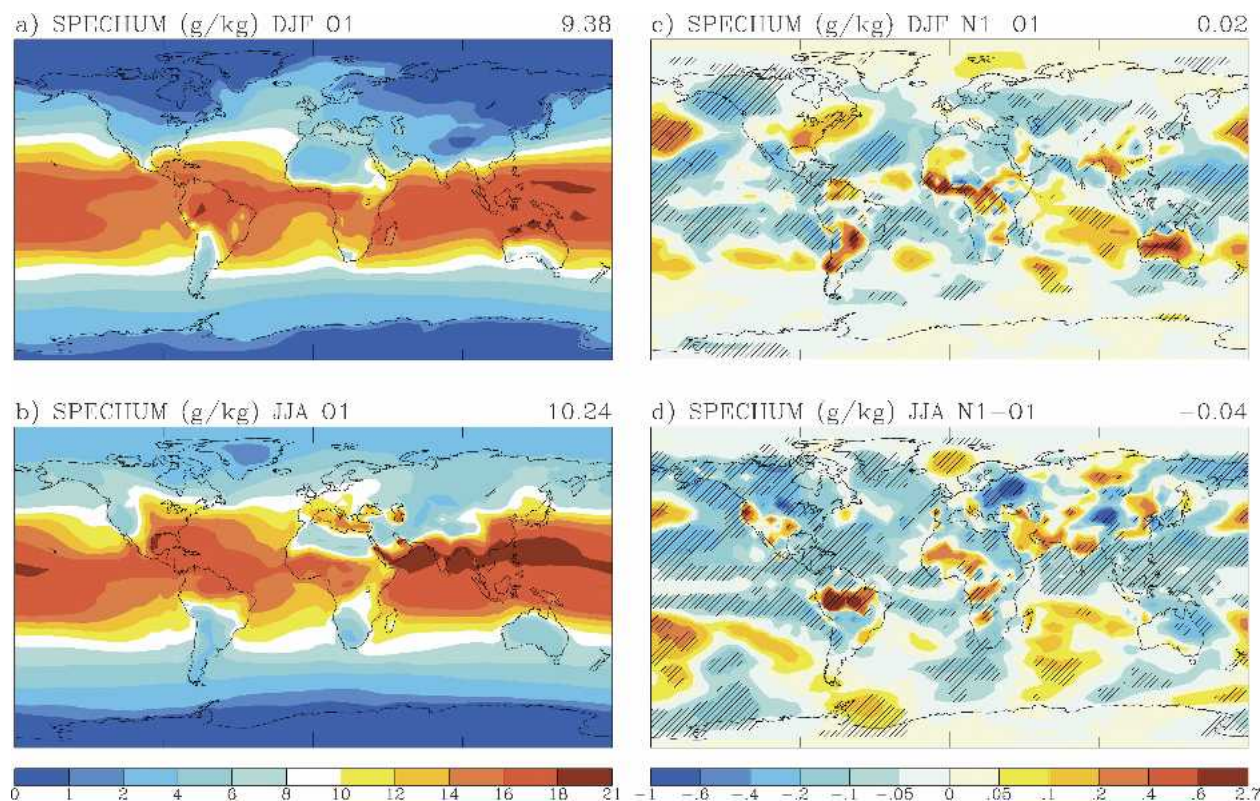 a) SPECHUM (g/kg) DJF O1 9.38
c) SPECHUM (g/kg) DJF N1-O1 0.02
b) SPECHUM (g/kg) JJA O1 10.24
d) SPECHUM (g/kg) JJA N1-O1 -0.04
0 1 2 4 6 8 10 12 14 16 18 21
-1 -.6 -.4 -.2 -.1 -.05 0 .05 .1 .2 .4 .6 2.7